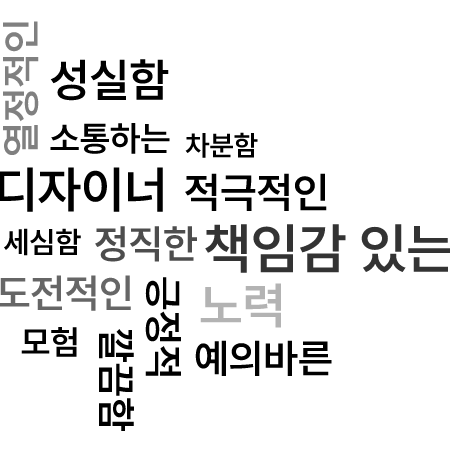 열정적인
성실함
소통하는
차분함
디자이너
적극적인
세심함
정직한
책임감 있는
도전적인
긍정적
노력
모험
깔끔함
예의바른